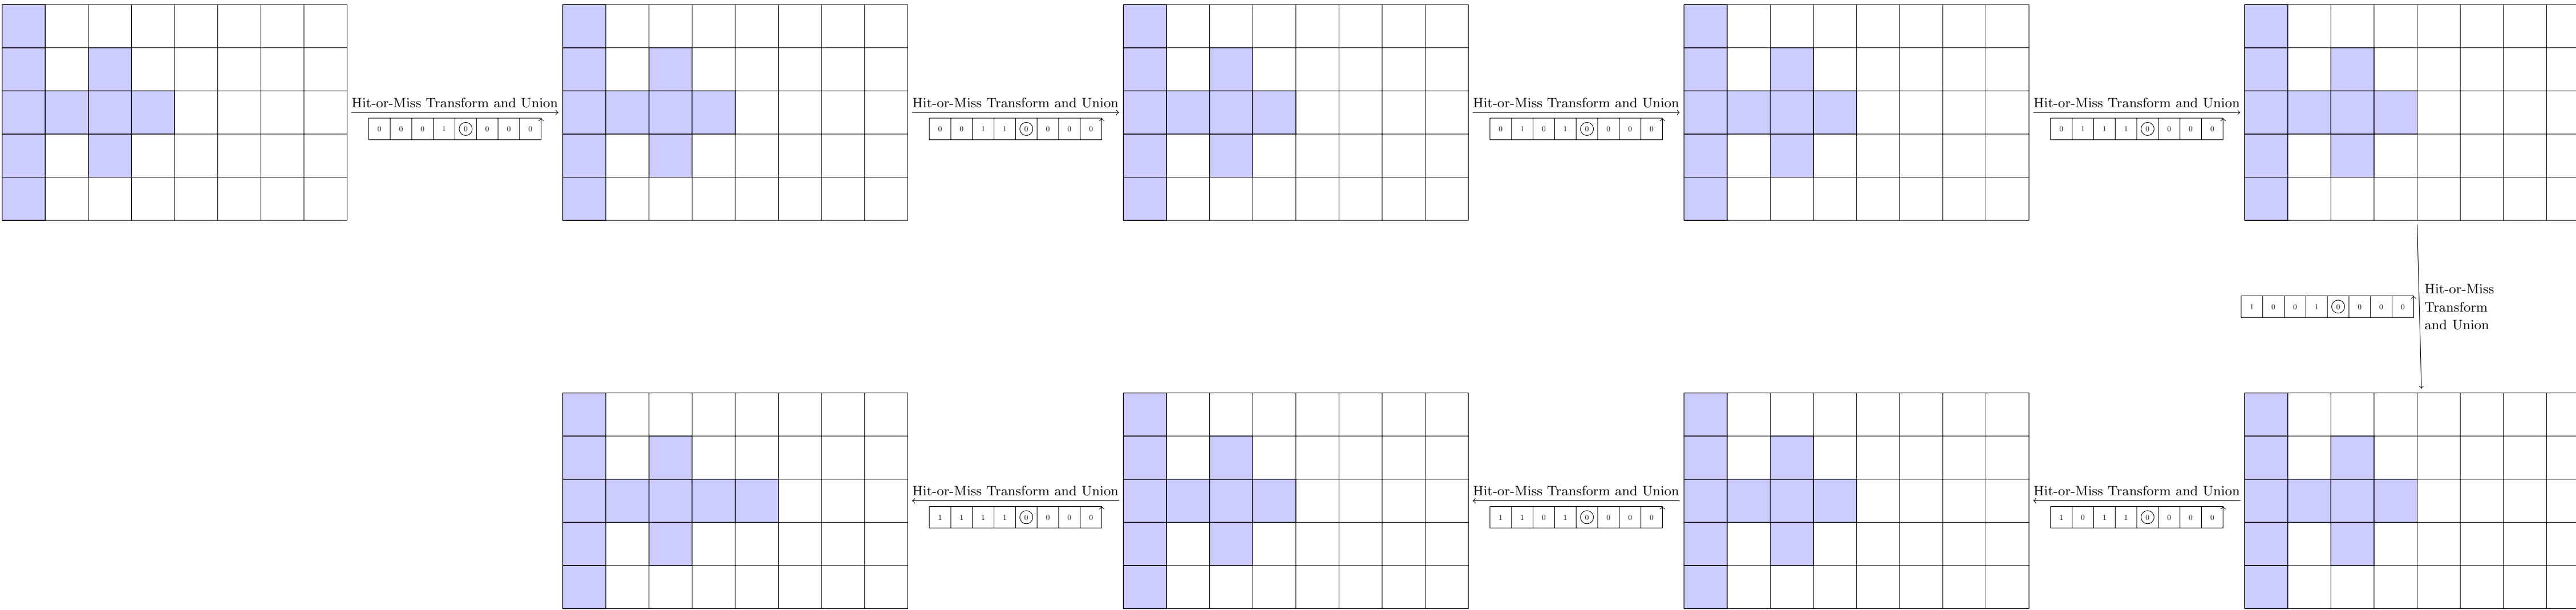 Hit-or-Miss Transform and Union
0 0 0 1 0 0 0 0
Hit-or-Miss Transform and Union
0 0 1 1 0 0 0 0
Hit-or-Miss Transform and Union
0 1 0 1 0 0 0 0
Hit-or-Miss Transform and Union
0 1 1 1 0 0 0 0
1 0 0 1 0 0 0 0
Hit-or-Miss
Transform
and Union
Hit-or-Miss Transform and Union
1 1 1 1 0 0 0 0
Hit-or-Miss Transform and Union
1 1 0 1 0 0 0 0
Hit-or-Miss Transform and Union
1 0 1 1 0 0 0 0